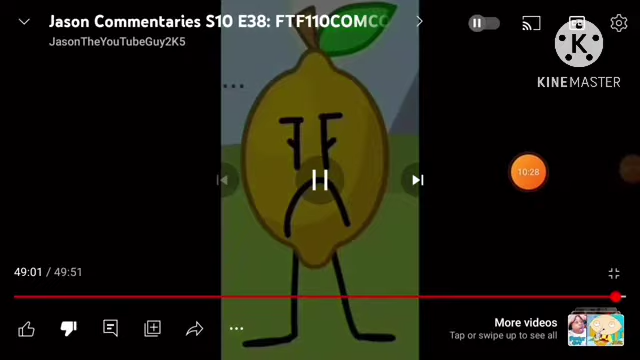 Jason Commentaries S10 E38: FTF110COMCC
JasonTheYouTubeGuy2K5
K
KINEMASTER
10:28
49:01 / 49:51
More videos
Tap or swipe up to see all